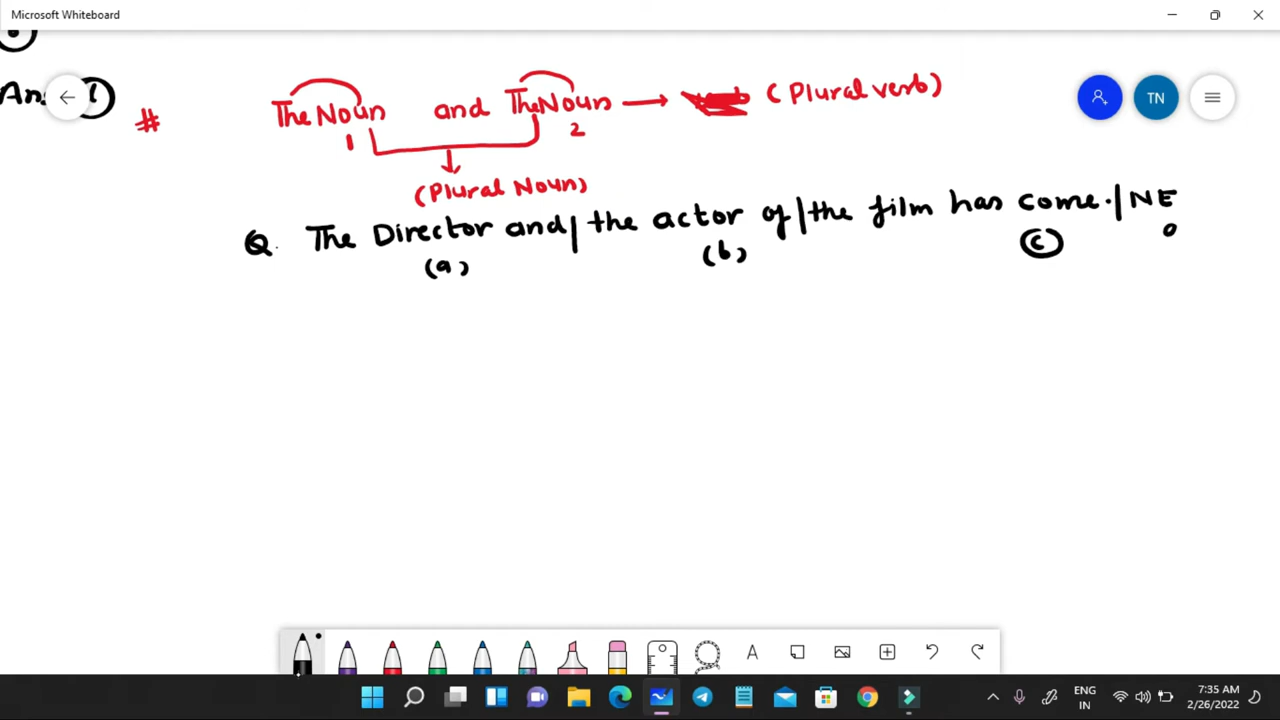 Microsoft Whiteboard
Ans
# The Noun and The Noun → (Plural verb)
1 2
(Plural Noun)
Q. The Director and/ the actor of/the film has come./NE
(a) (b) (c)
TN
A
ENG
IN
7:35 AM
2/26/2022